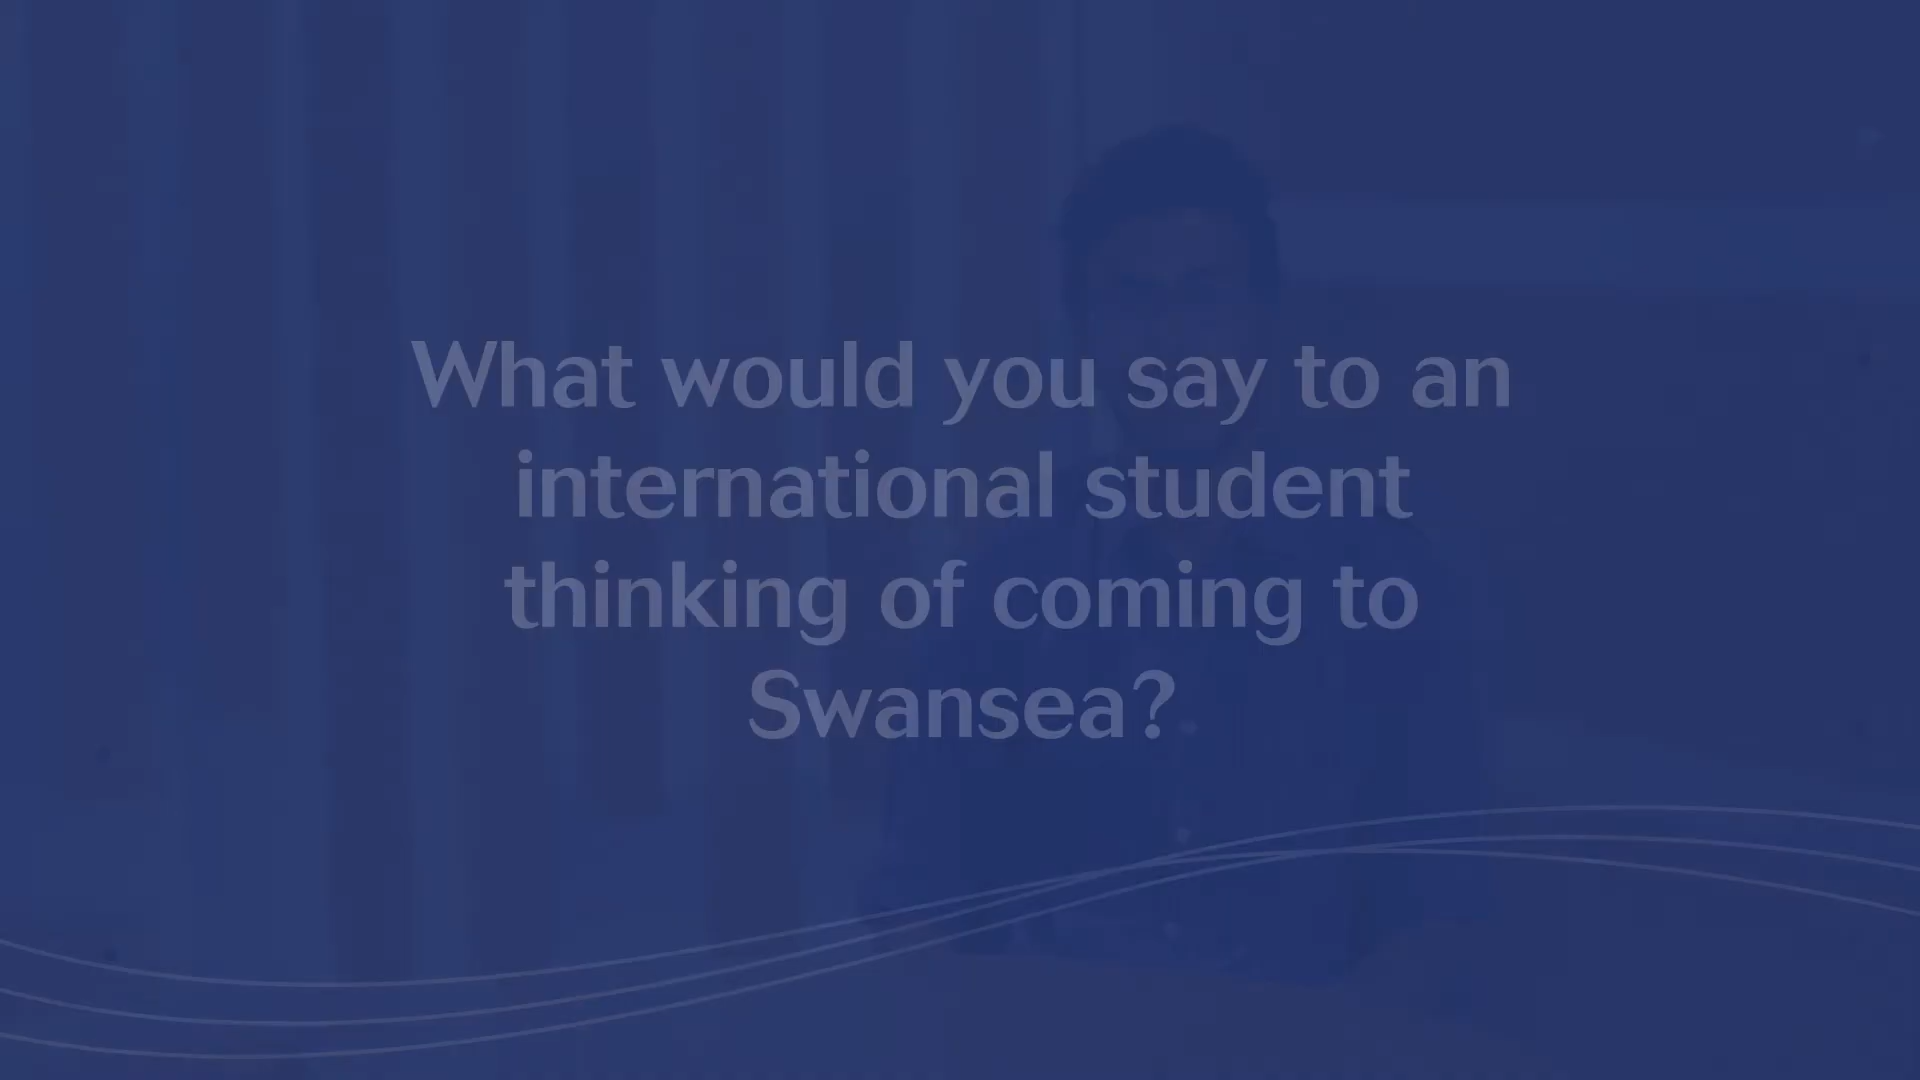 What would you say to an
international student
thinking of coming to
Swansea?